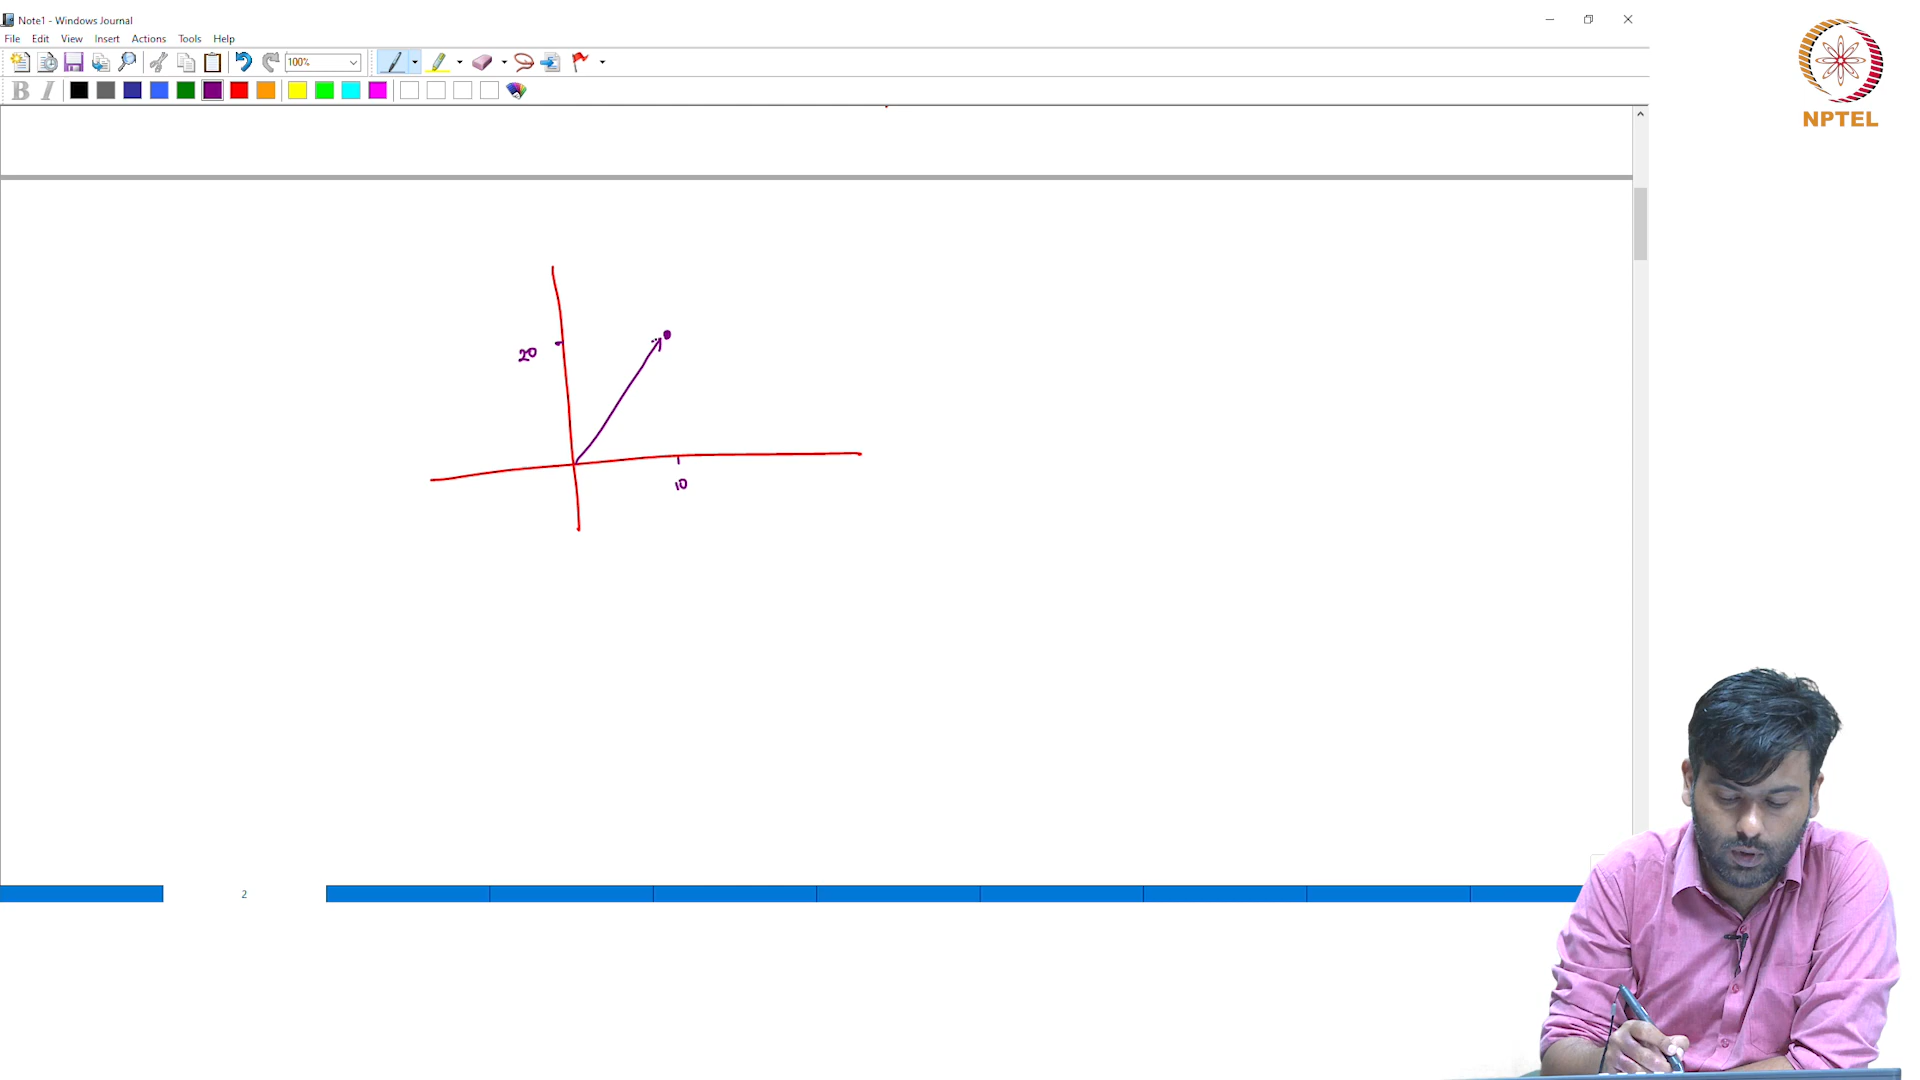 Note1 - Windows Journal
File Edit View Insert Actions Tools Help
100%
B I
NPTEL
20
10
2